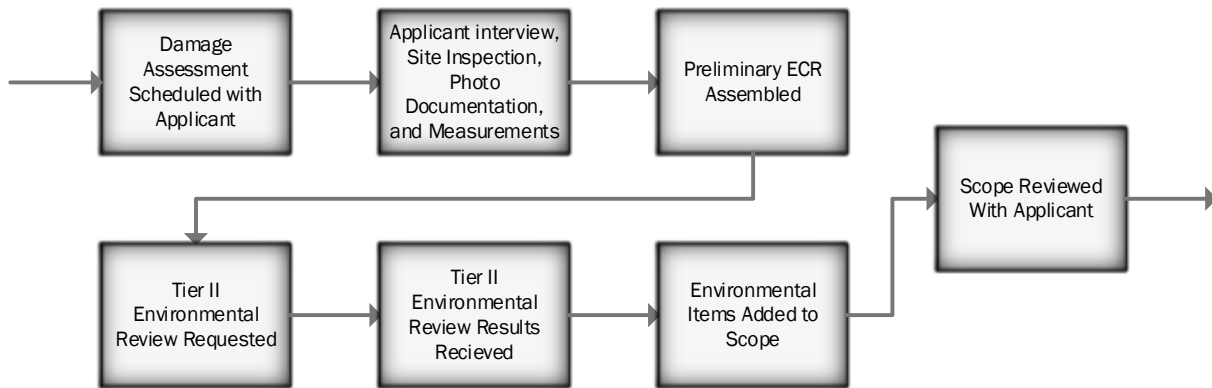 Damage
Assessment
Scheduled with
Applicant
Applicant interview,
Site Inspection,
Photo
Documentation,
and Measurements
Preliminary ECR
Assembled
Tier II
Environmental
Review Requested
Tier II
Environmental
Review Results
Recieved
Environmental
Items Added to
Scope
Scope Reviewed
With Applicant